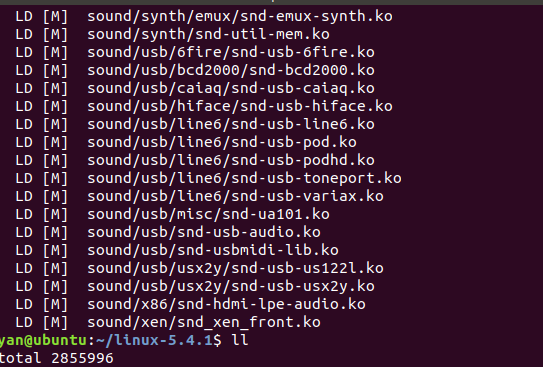 LD [M] sound/synth/emux/snd-emux-synth.ko
LD [M] sound/synth/snd-util-mem.ko
LD [M] sound/usb/6fire/snd-usb-6fire.ko
LD [M] sound/usb/bcd2000/snd-bcd2000.ko
LD [M] sound/usb/caiaq/snd-usb-caiaq.ko
LD [M] sound/usb/hiface/snd-usb-hiface.ko
LD [M] sound/usb/line6/snd-usb-line6.ko
LD [M] sound/usb/line6/snd-usb-pod.ko
LD [M] sound/usb/line6/snd-usb-podhd.ko
LD [M] sound/usb/line6/snd-usb-toneport.ko
LD [M] sound/usb/line6/snd-usb-variax.ko
LD [M] sound/usb/misc/snd-ua101.ko
LD [M] sound/usb/snd-usb-audio.ko
LD [M] sound/usb/snd-usbmidi-lib.ko
LD [M] sound/usb/usx2y/snd-usb-us122l.ko
LD [M] sound/usb/usx2y/snd-usb-usx2y.ko
LD [M] sound/x86/snd-hdmi-lpe-audio.ko
LD [M] sound/xen/snd_xen_front.ko
yan@ubuntu:~/linux-5.4.1$ ll
total 2855996